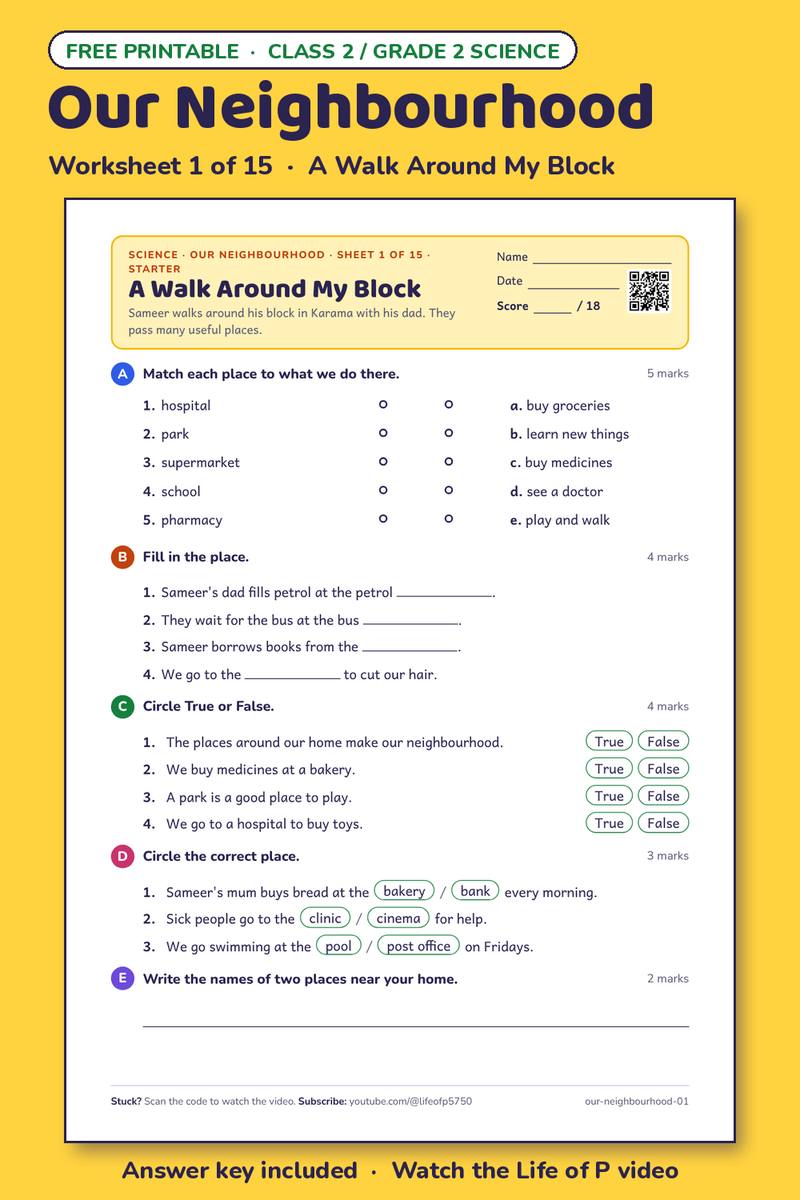 FREE PRINTABLE · CLASS 2 / GRADE 2 SCIENCE
Our Neighbourhood
Worksheet 1 of 15 · A Walk Around My Block
SCIENCE · OUR NEIGHBOURHOOD · SHEET 1 OF 15 ·
STARTER
A Walk Around My Block
Sameer walks around his block in Karama with his dad. They
pass many useful places.
Name ____
Date ____
Score ____ / 18
A Match each place to what we do there. 5 marks
1. hospital a. buy groceries
2. park b. learn new things
3. supermarket c. buy medicines
4. school d. see a doctor
5. pharmacy e. play and walk
B Fill in the place. 4 marks
1. Sameer's dad fills petrol at the petrol ____.
2. They wait for the bus at the bus ____.
3. Sameer borrows books from the ____.
4. We go to the ____ to cut our hair.
C Circle True or False. 4 marks
1. The places around our home make our neighbourhood. True False
2. We buy medicines at a bakery. True False
3. A park is a good place to play. True False
4. We go to a hospital to buy toys. True False
D Circle the correct place. 3 marks
1. Sameer's mum buys bread at the bakery / bank every morning.
2. Sick people go to the clinic / cinema for help.
3. We go swimming at the pool / post office on Fridays.
E Write the names of two places near your home. 2 marks
Stuck? Scan the code to watch the video. Subscribe: youtube.com/@lifeofp5750 our-neighbourhood-01
Answer key included · Watch the Life of P video